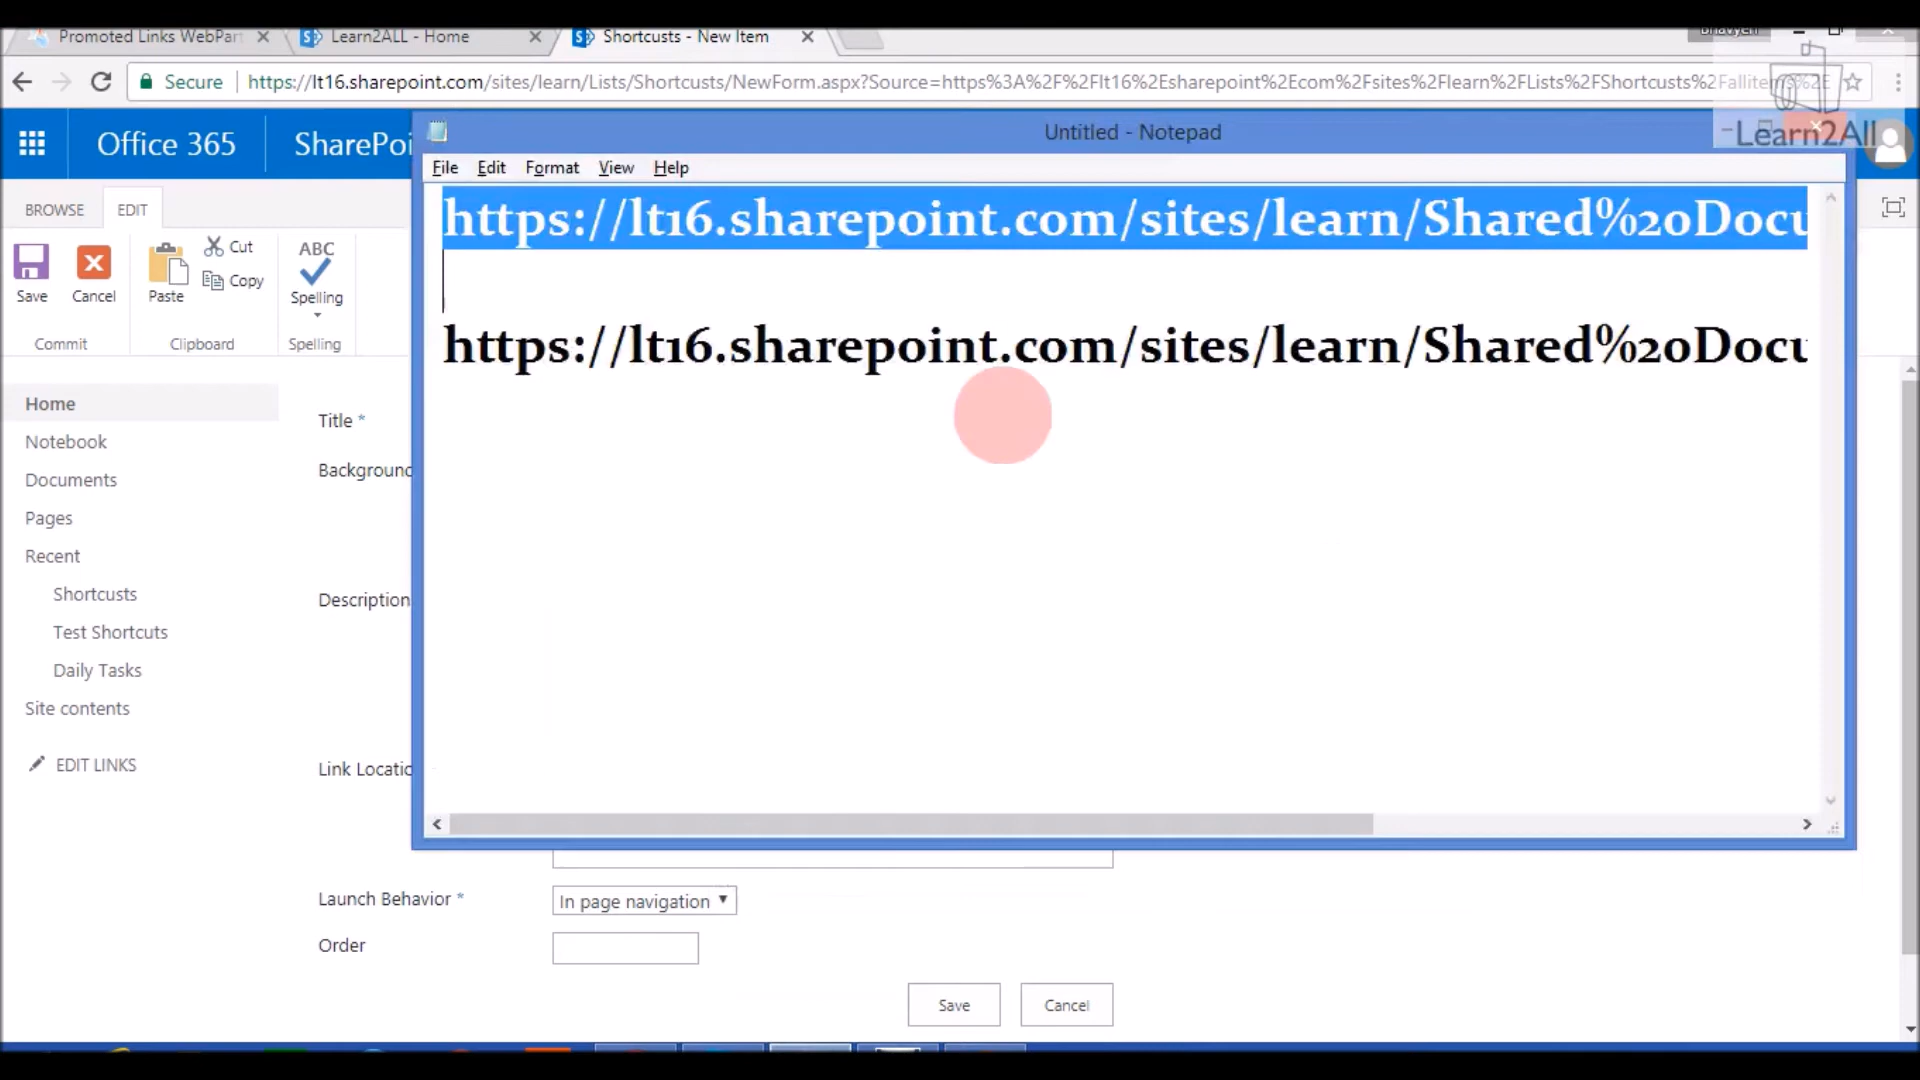 Promoted Links WebPart
Learn2ALL - Home
Shortcusts - New Item
Secure
https://lt16.sharepoint.com/sites/learn/Lists/Shortcusts/NewForm.aspx?Source=https%3A%2F%2Flt16%2Esharepoint%2Ecom%2Fsites%2Flearn%2FLists%2FShortcusts%2Fallitems%2E
Learn2All
Office 365
SharePoi
Untitled - Notepad
File Edit Format View Help
BROWSE EDIT
https://lt16.sharepoint.com/sites/learn/Shared%20Docu
https://lt16.sharepoint.com/sites/learn/Shared%20Docu
Save
Cancel
Paste
Cut
Copy
ABC
Spelling
Commit
Clipboard
Spelling
Home
Notebook
Documents
Pages
Recent
Shortcusts
Test Shortcuts
Daily Tasks
Site contents
EDIT LINKS
Title *
Background
Description
Link Locatio
Launch Behavior *
In page navigation
Order
Save
Cancel